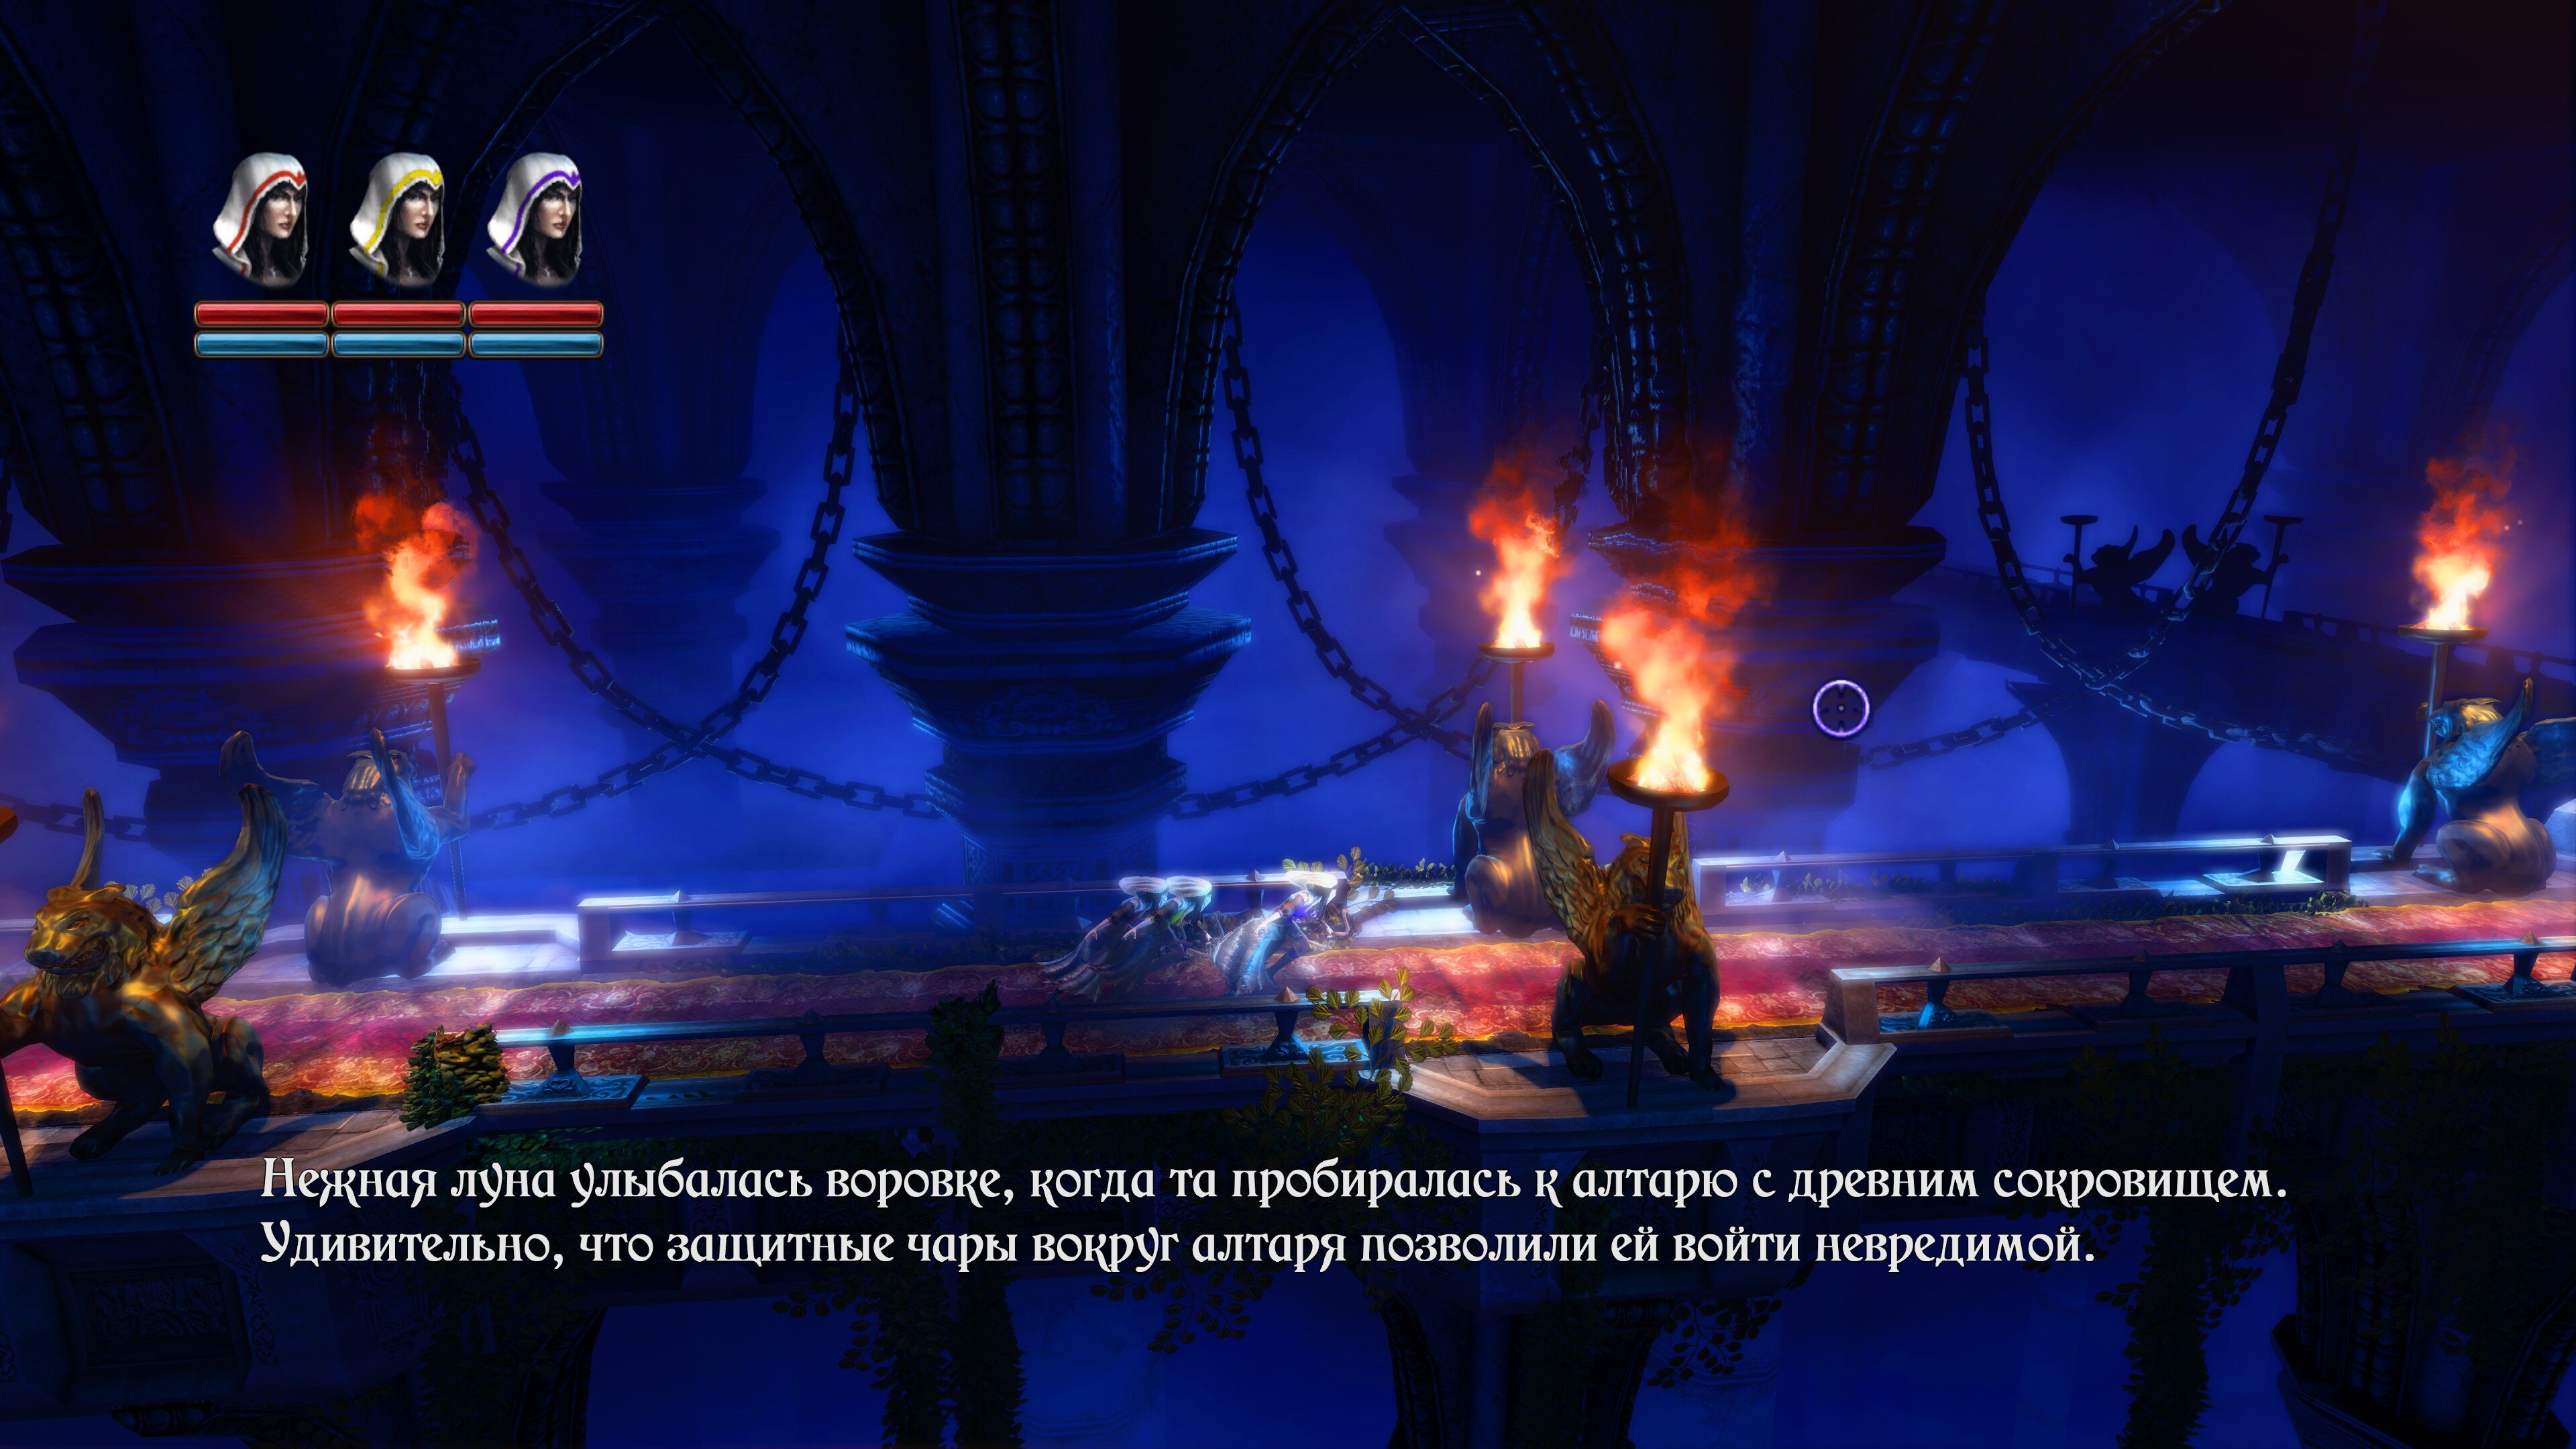 Нежная луна улыбалась воровке, когда та пробиралась к алтарю с древним сокровищем.
Удивительно, что защитные чары вокруг алтаря позволили ей войти невредимой.